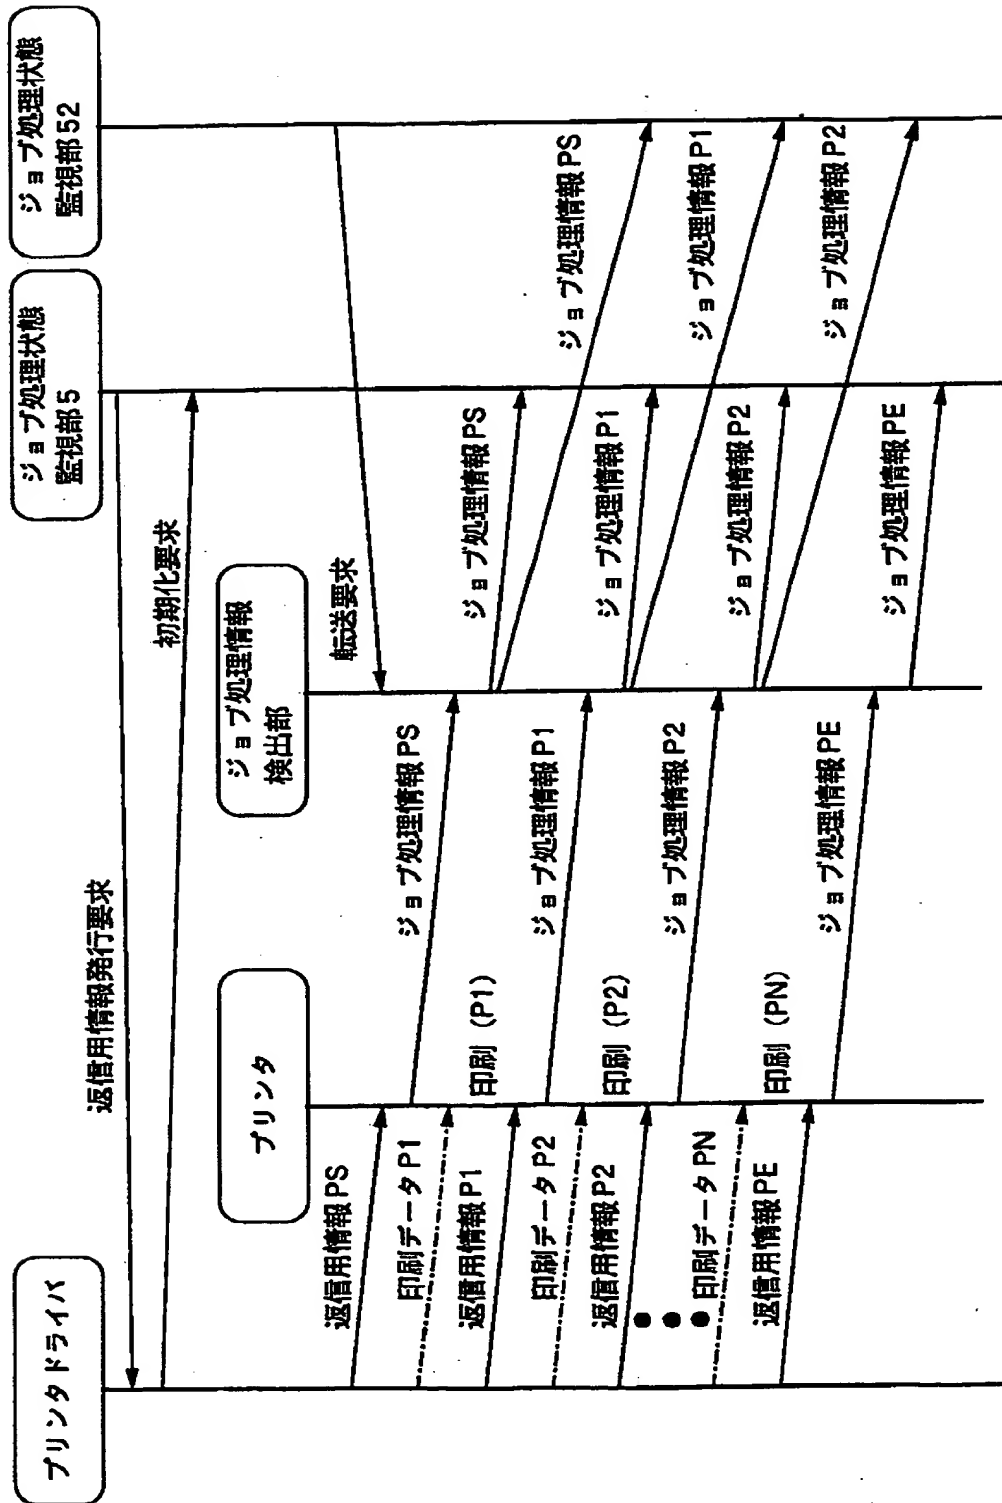 プリンタドライバ
プリンタ
ジョブ処理情報
検出部
ジョブ処理状態
監視部5
ジョブ処理状態
監視部52
返信用情報発行要求
初期化要求
転送要求
返信用情報PS
ジョブ処理情報PS
ジョブ処理情報PS
ジョブ処理情報PS
印刷データP1
印刷（P1）
返信用情報P1
ジョブ処理情報P1
ジョブ処理情報P1
ジョブ処理情報P1
印刷データP2
印刷（P2）
返信用情報P2
ジョブ処理情報P2
ジョブ処理情報P2
ジョブ処理情報P2
印刷データPN
印刷（PN）
返信用情報PE
ジョブ処理情報PE
ジョブ処理情報PE